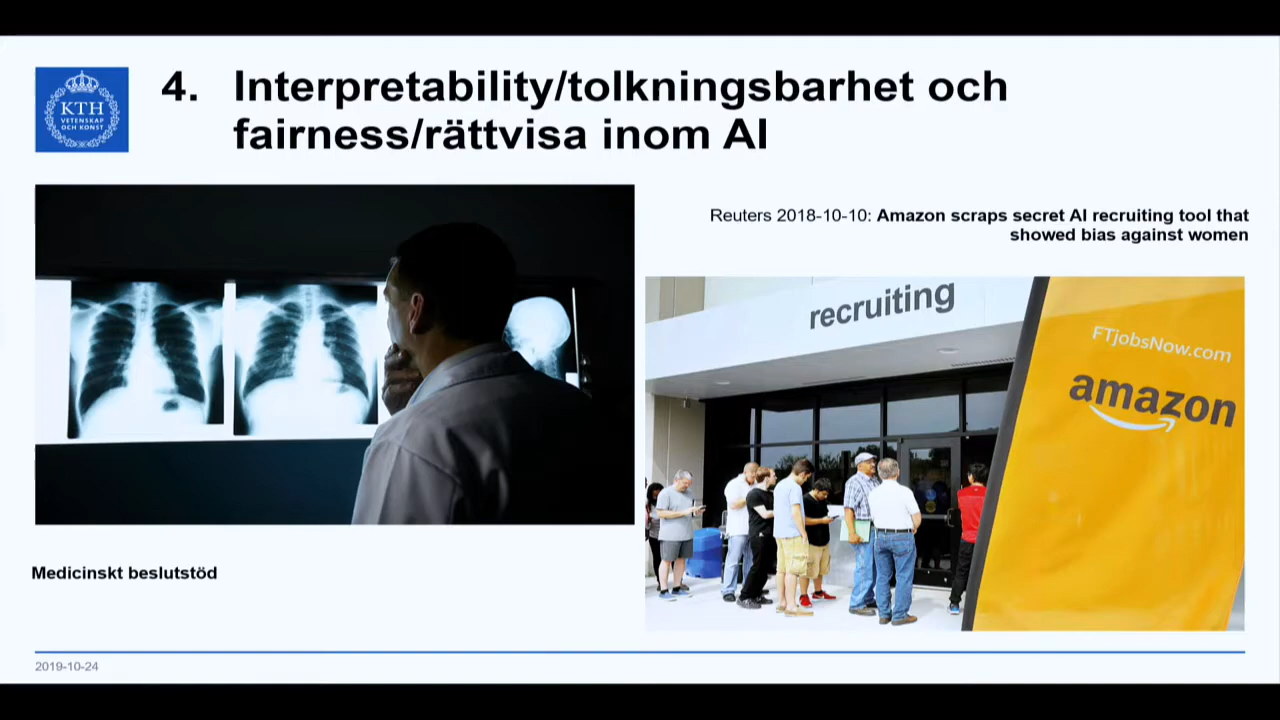 KTH
VETENSKAP
OCH KONST
4. Interpretability/tolkningsbarhet och
fairness/rättvisa inom AI
Reuters 2018-10-10: Amazon scraps secret AI recruiting tool that
showed bias against women
recruiting
FTjobsNow.com
amazon
Medicinskt beslutstöd
2019-10-24